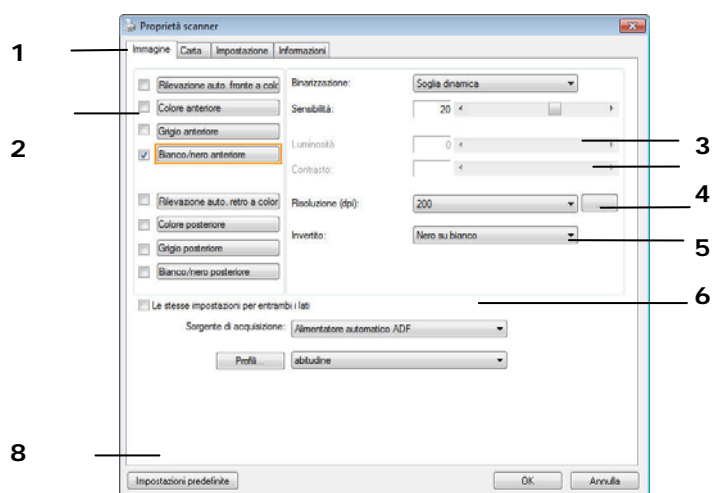 Proprietà scanner
1
Immagine Carta Impostazione Informazioni
Rilevazione auto. fronte a colo
Binarizzazione: Soglia dinamica
Colore anteriore
Sensibilità: 20
Grigio anteriore
2
Bianco/nero anteriore
Luminosità 0
3
Contrasto:
4
Rilevazione auto. retro a color
Risoluzione (dpi): 200
Colore posteriore
Invertito: Nero su bianco
5
Grigio posteriore
Bianco/nero posteriore
6
Le stesse impostazioni per entrambi i lati
Sorgente di acquisizione: Alimentatore automatico ADF
Profili... abitudine
8
Impostazioni predefinite OK Annulla